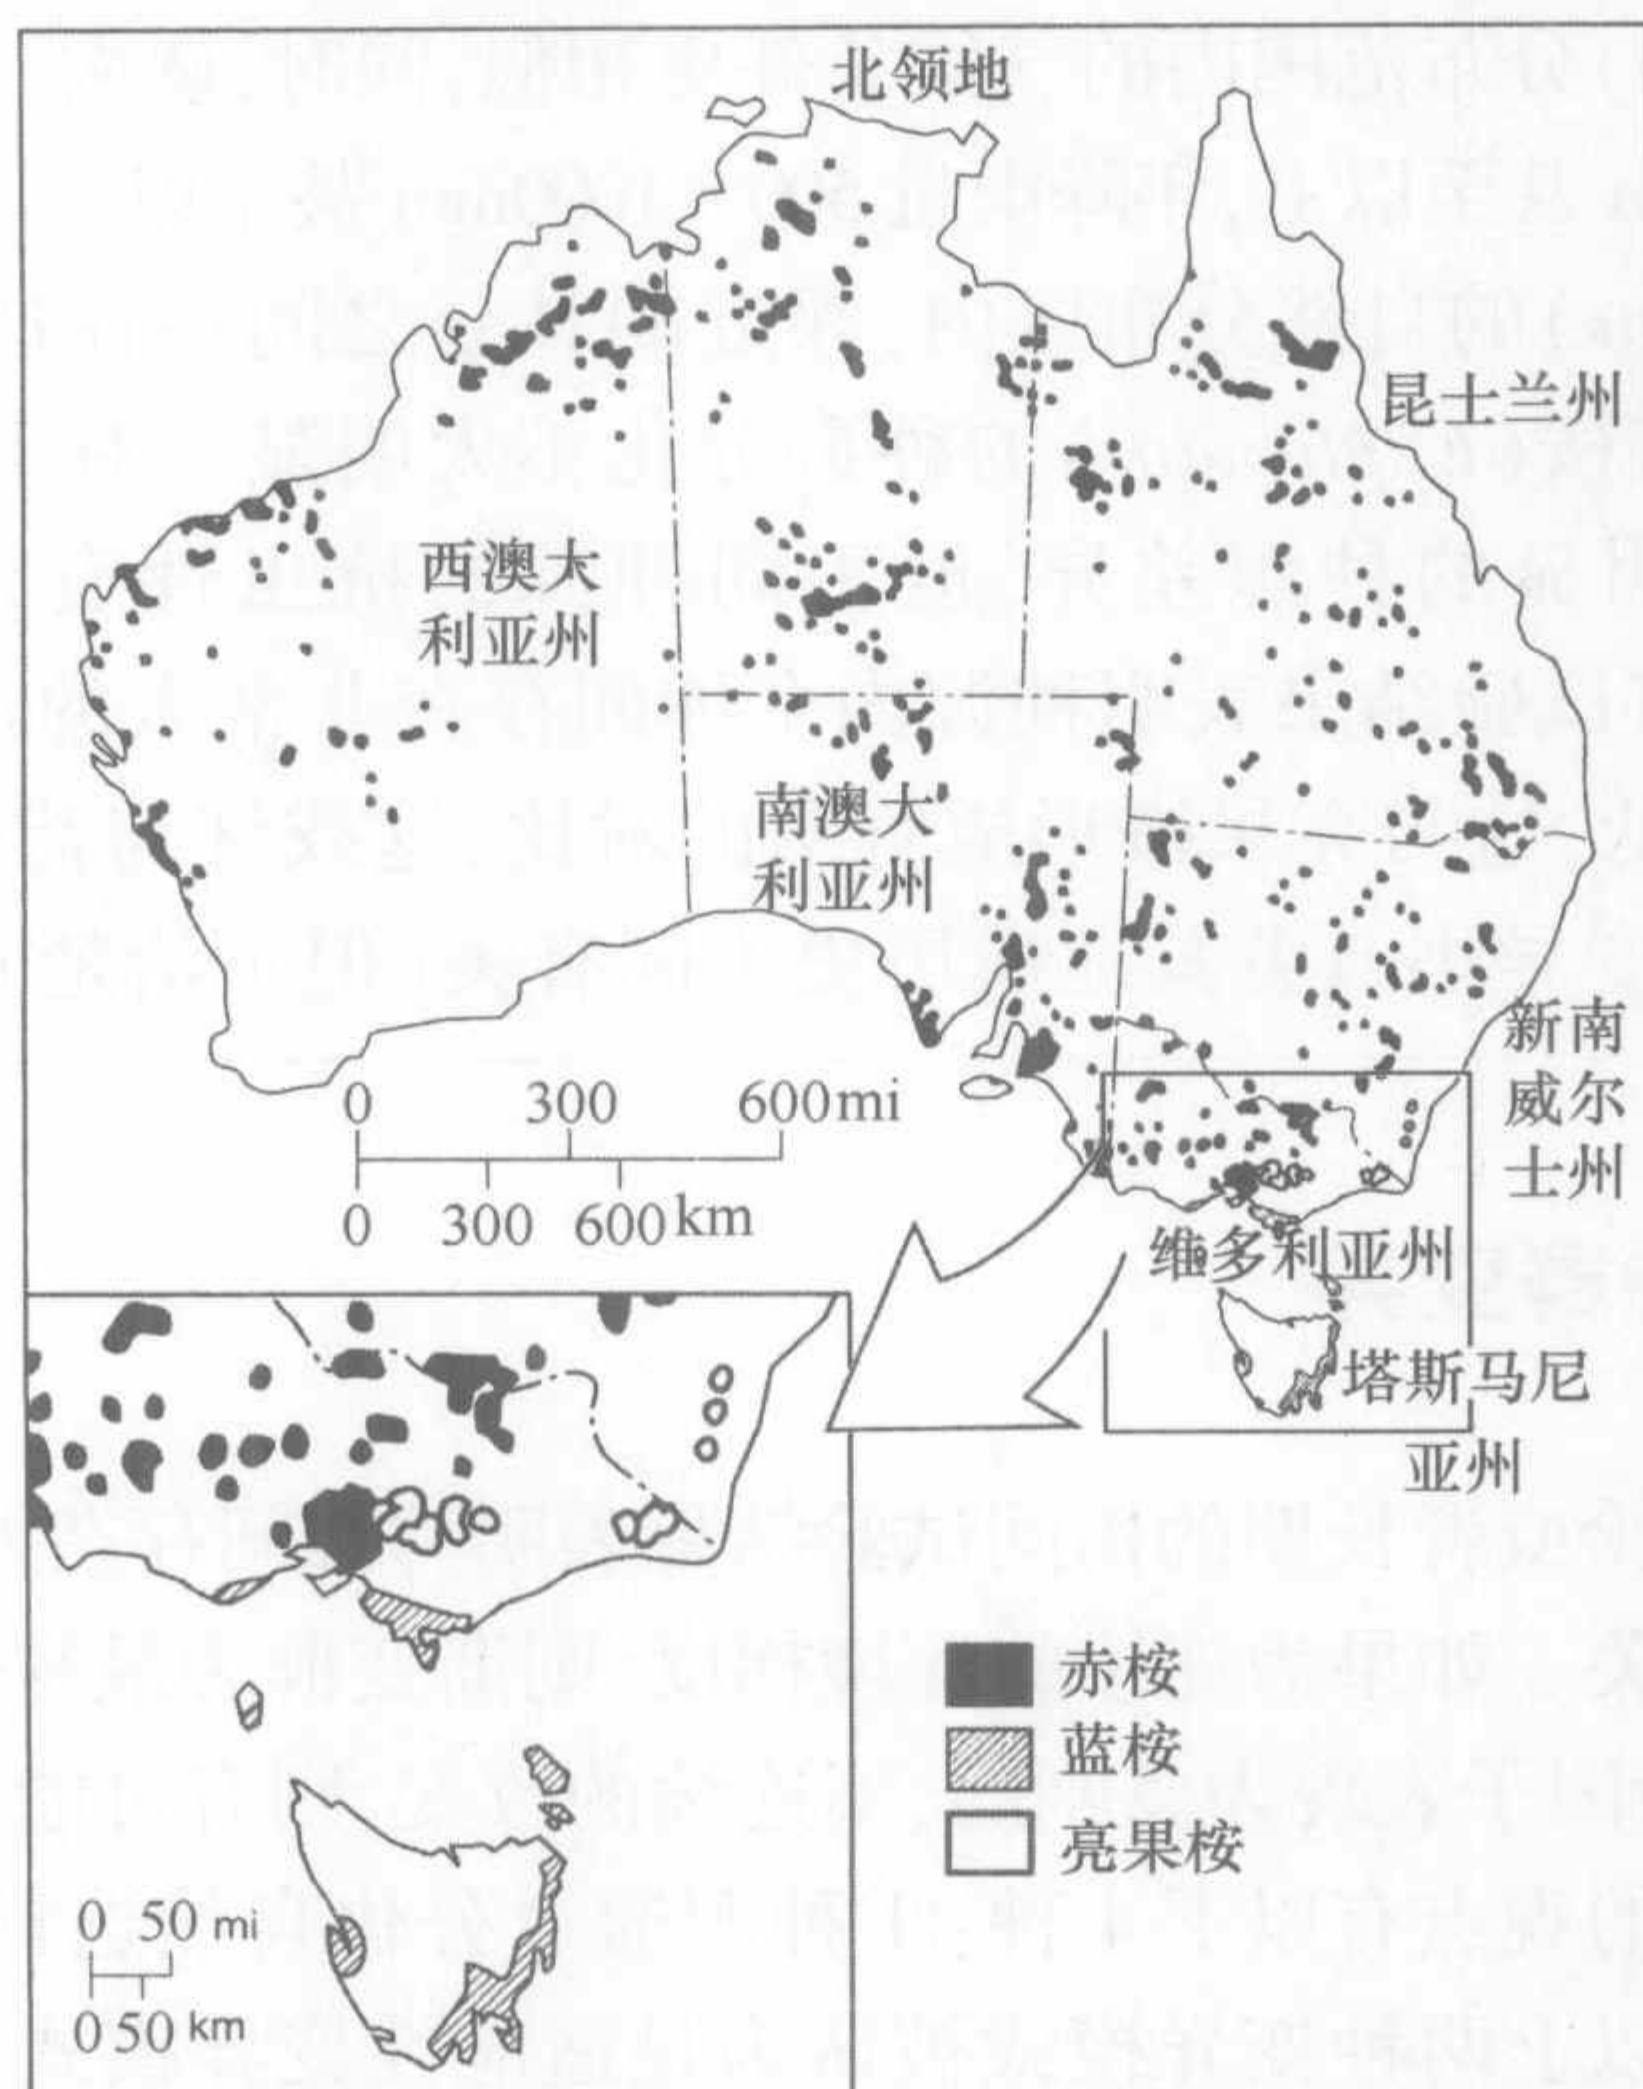 北领地
昆士兰州
西澳大
利亚州
南澳大
利亚州
新南
威尔
士州
0 300 600mi
0 300 600km
维多利亚州
塔斯马尼
亚州
赤桉
蓝桉
亮果桉
0 50 mi
0 50 km